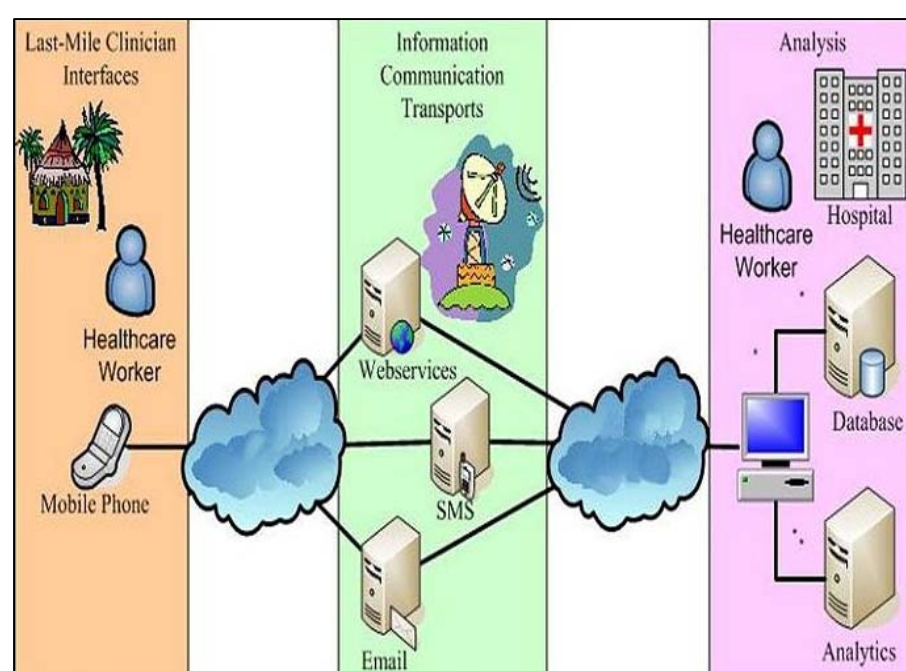 Last-Mile Clinician
Interfaces
Healthcare
Worker
Mobile Phone
Information
Communication
Transports
Webservices
SMS
Email
Analysis
Hospital
Healthcare
Worker
Database
Analytics